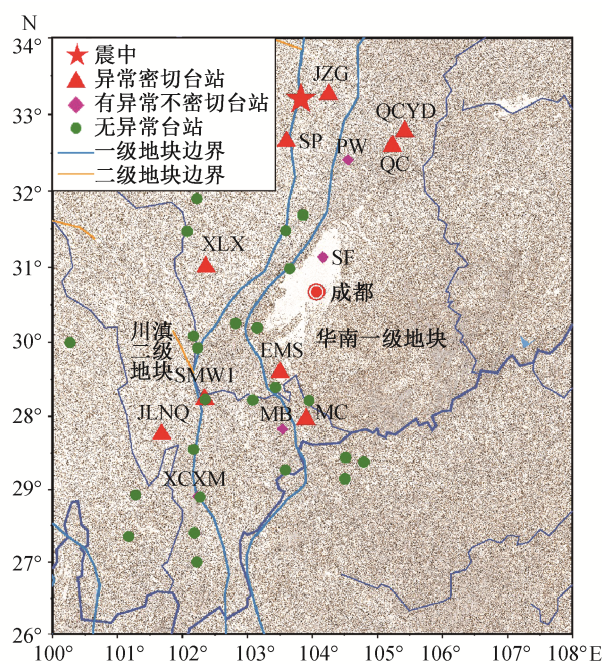 N
34°
震中
异常密切台站
有异常不密切台站
无异常台站
一级地块边界
二级地块边界
JZG
33°
QCYD
SP
PW
QC
32°
XLX
SF
31°
成都
30°
川滇
二级
地块
华南一级地块
EMS
SMW1
28°
JLNQ
MB
MC
XCXM
29°
27°
26°
100°
101°
102°
103°
104°
105°
106°
107°
108°E